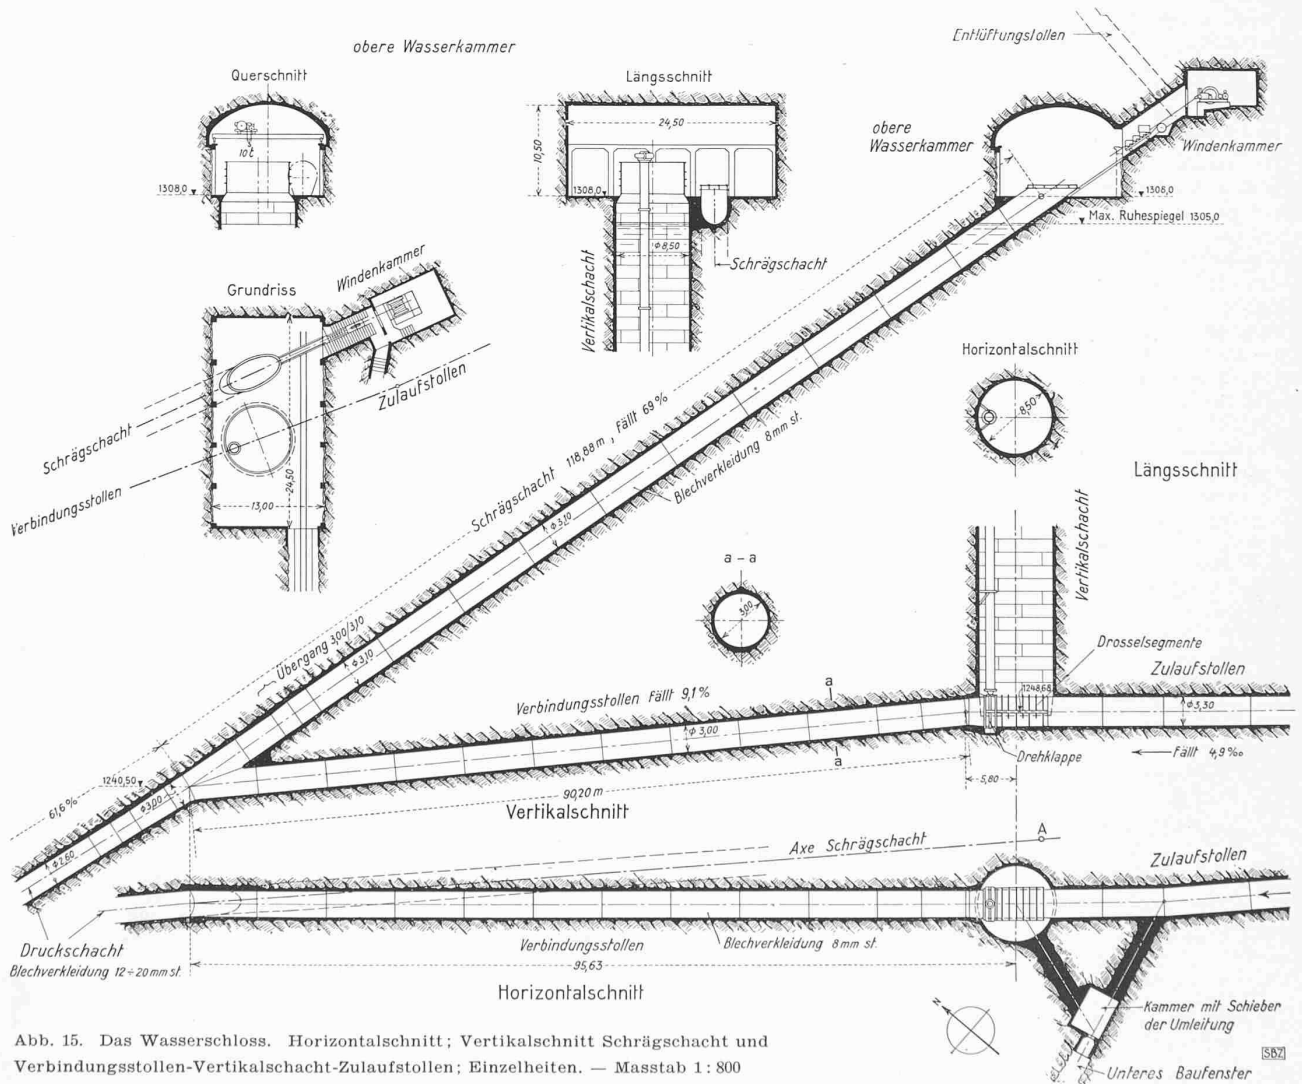 obere Wasserkammer
Querschnitt
10 t
1308,0
Längsschnitt
24,50
10,50
1308,0
ϕ 8,50
Vertikalschacht
Schrägschacht
Entlüftungstollen
obere
Wasserkammer
Windenkammer
1308,0
Max. Ruhespiegel 1305,0
Grundriss
Windenkammer
Zulaufstollen
Schrägschacht
Verbindungsstollen
24,50
13,00
Horizontalschnitt
8,50
Längsschnitt
Schrägschacht 118,88 m, Fällt 69 %
Blechverkleidung 8 mm st.
ϕ 3,10
a - a
3,00
Vertikalschacht
Drosselsegmente
Zulaufstollen
1248,68
ϕ 3,30
Fällt 4,9 ‰
Drehklappe
5,80
Übergang 3,00/3,10
ϕ 3,10
Verbindungsstollen Fällt 9,1 %
a
ϕ 3,00
a
1240,50
61,6 %
ϕ 3,00
ϕ 2,60
90,20 m
Vertikalschnitt
Axe Schrägschacht
A
Zulaufstollen
Druckschacht
Blechverkleidung 12 ÷ 20 mm st.
Verbindungsstollen
Blechverkleidung 8 mm st.
95,63
Horizontalschnitt
N
Kammer mit Schieber
der Umleitung
Unteres Baufenster
SBZ
Abb. 15. Das Wasserschloss. Horizontalschnitt; Vertikalschnitt Schrägschacht und
Verbindungsstollen-Vertikalschacht-Zulaufstollen; Einzelheiten. — Masstab 1 : 800